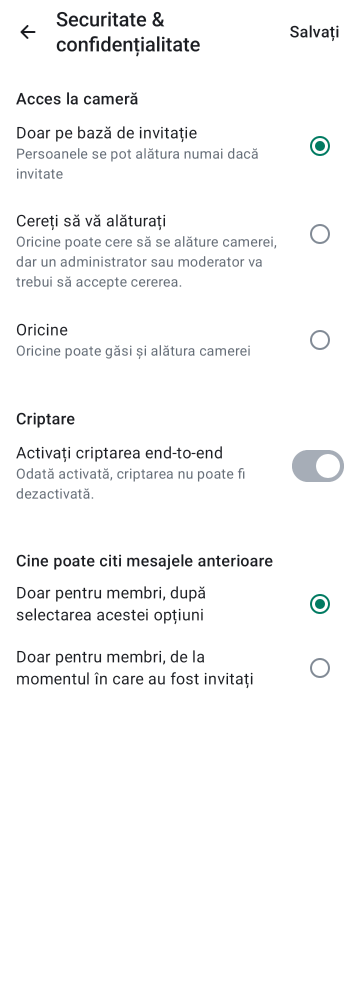 Securitate &
confidențialitate
Salvați
Acces la cameră
Doar pe bază de invitație
Persoanele se pot alătura numai dacă
invitate
Cereți să vă alăturați
Oricine poate cere să se alăture camerei,
dar un administrator sau moderator va
trebui să accepte cererea.
Oricine
Oricine poate găsi și alătura camerei
Criptare
Activați criptarea end-to-end
Odată activată, criptarea nu poate fi
dezactivată.
Cine poate citi mesajele anterioare
Doar pentru membri, după
selectarea acestei opțiuni
Doar pentru membri, de la
momentul în care au fost invitați